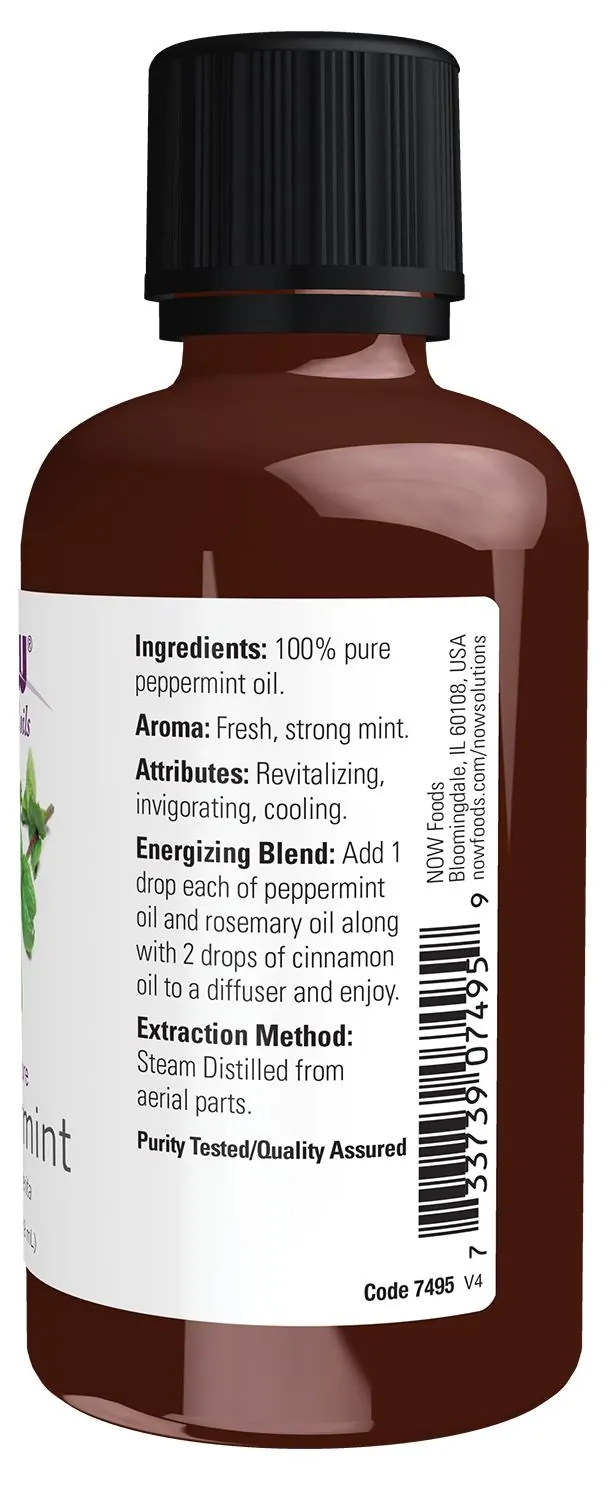 Ingredients: 100% pure
peppermint oil.
Aroma: Fresh, strong mint.
Attributes: Revitalizing,
invigorating, cooling.
Energizing Blend: Add 1
drop each of peppermint
oil and rosemary oil along
with 2 drops of cinnamon
oil to a diffuser and enjoy.
Extraction Method:
Steam Distilled from
aerial parts.
Purity Tested/Quality Assured
Code 7495 V4
NOW Foods
Bloomingdale, IL 60108, USA
nowfoods.com/nowsolutions
7 33739 07495 9
mint
mL)